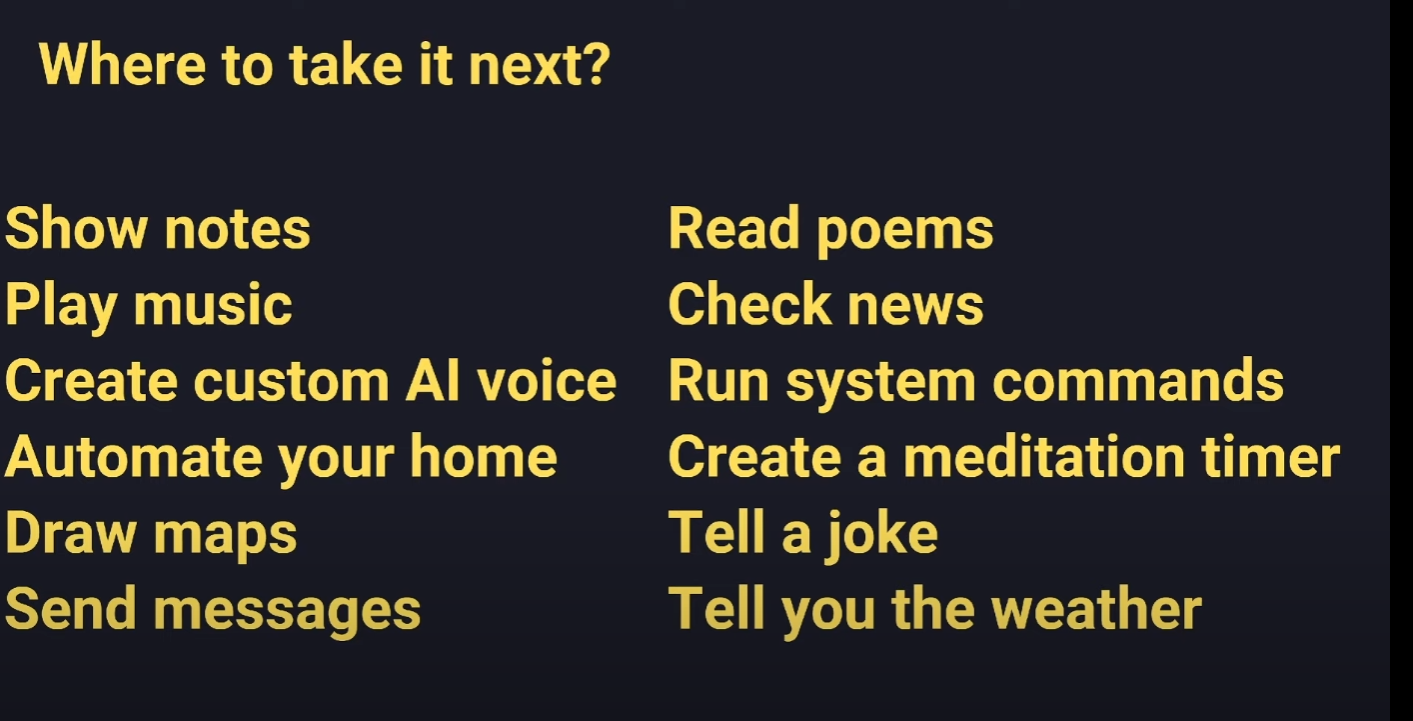 Where to take it next?
Show notes
Play music
Create custom AI voice
Automate your home
Draw maps
Send messages
Read poems
Check news
Run system commands
Create a meditation timer
Tell a joke
Tell you the weather